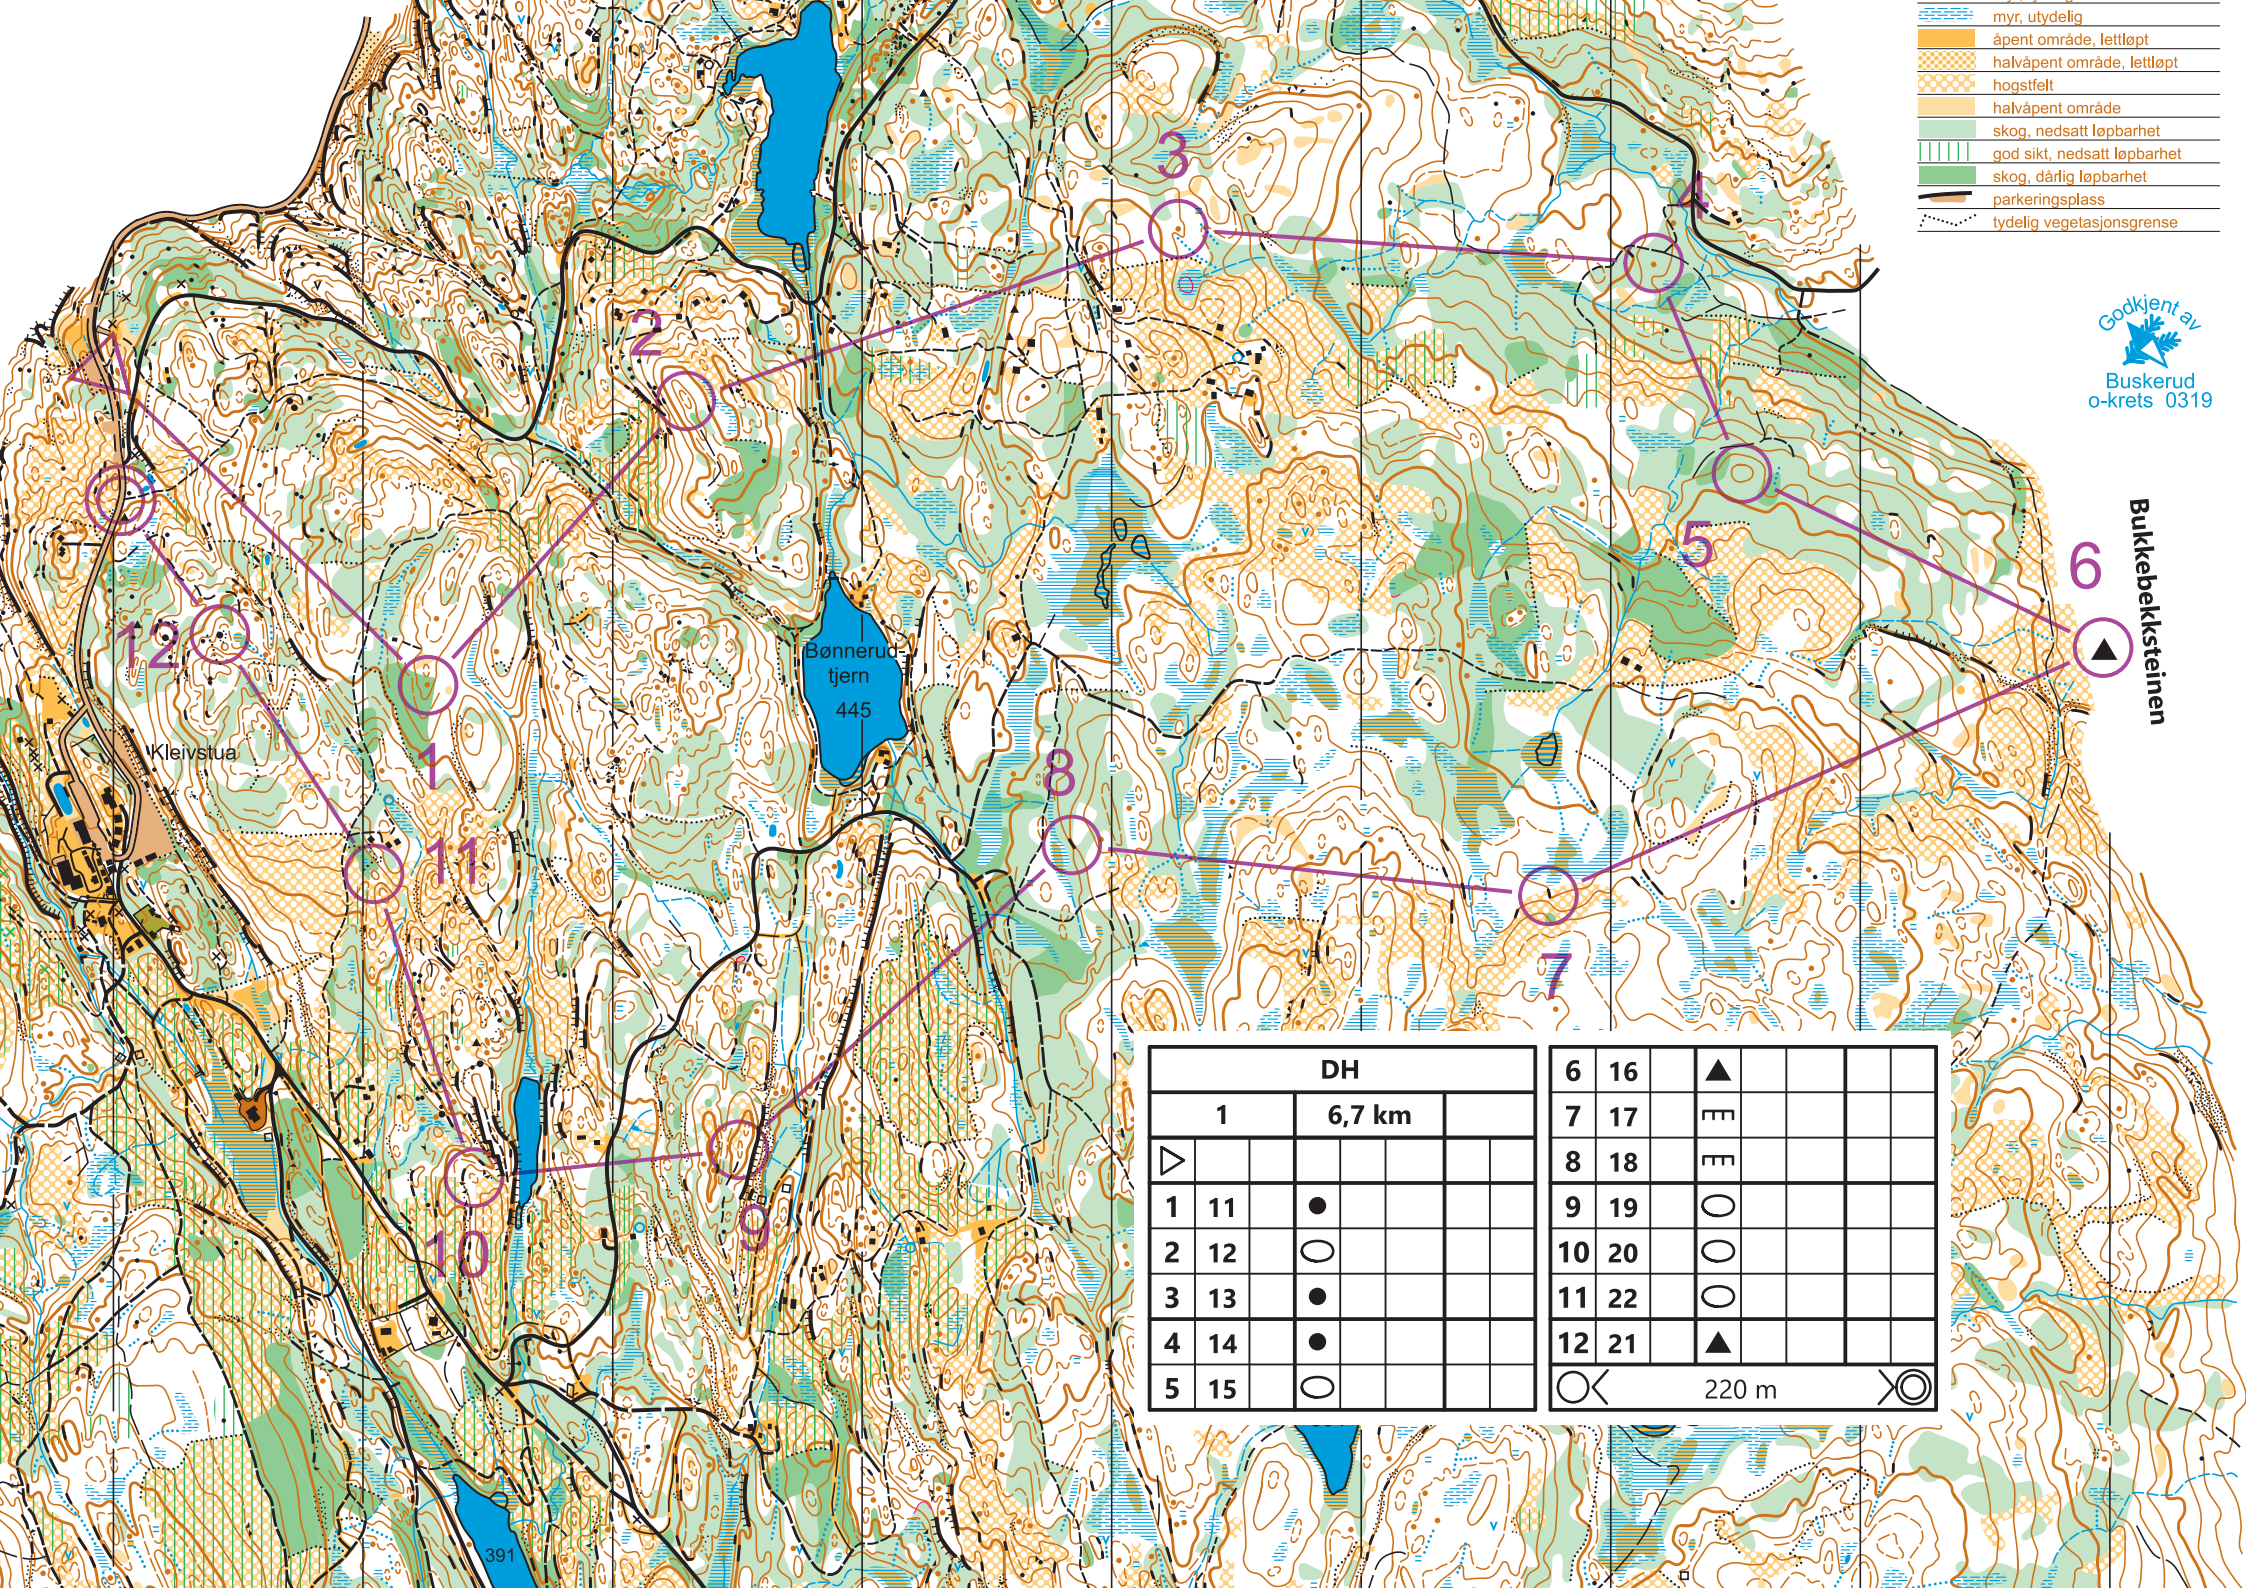 myr, utydelig
åpent område, lettløpt
halvåpent område, lettløpt
hogstfelt
halvåpent område
skog, nedsatt løpbarhet
god sikt, nedsatt løpbarhet
skog, dårlig løpbarhet
parkeringsplass
tydelig vegetasjonsgrense
Godkjent av
Buskerud
o-krets 0319
3
4
2
5
6
Bukkebekksteinen
12
1
Bønnerud-
tjern
445
Kleivstua
8
11
7
9
10
391
DH
1 6,7 km
1 11
2 12
3 13
4 14
5 15
6 16
7 17
8 18
9 19
10 20
11 22
12 21
220 m